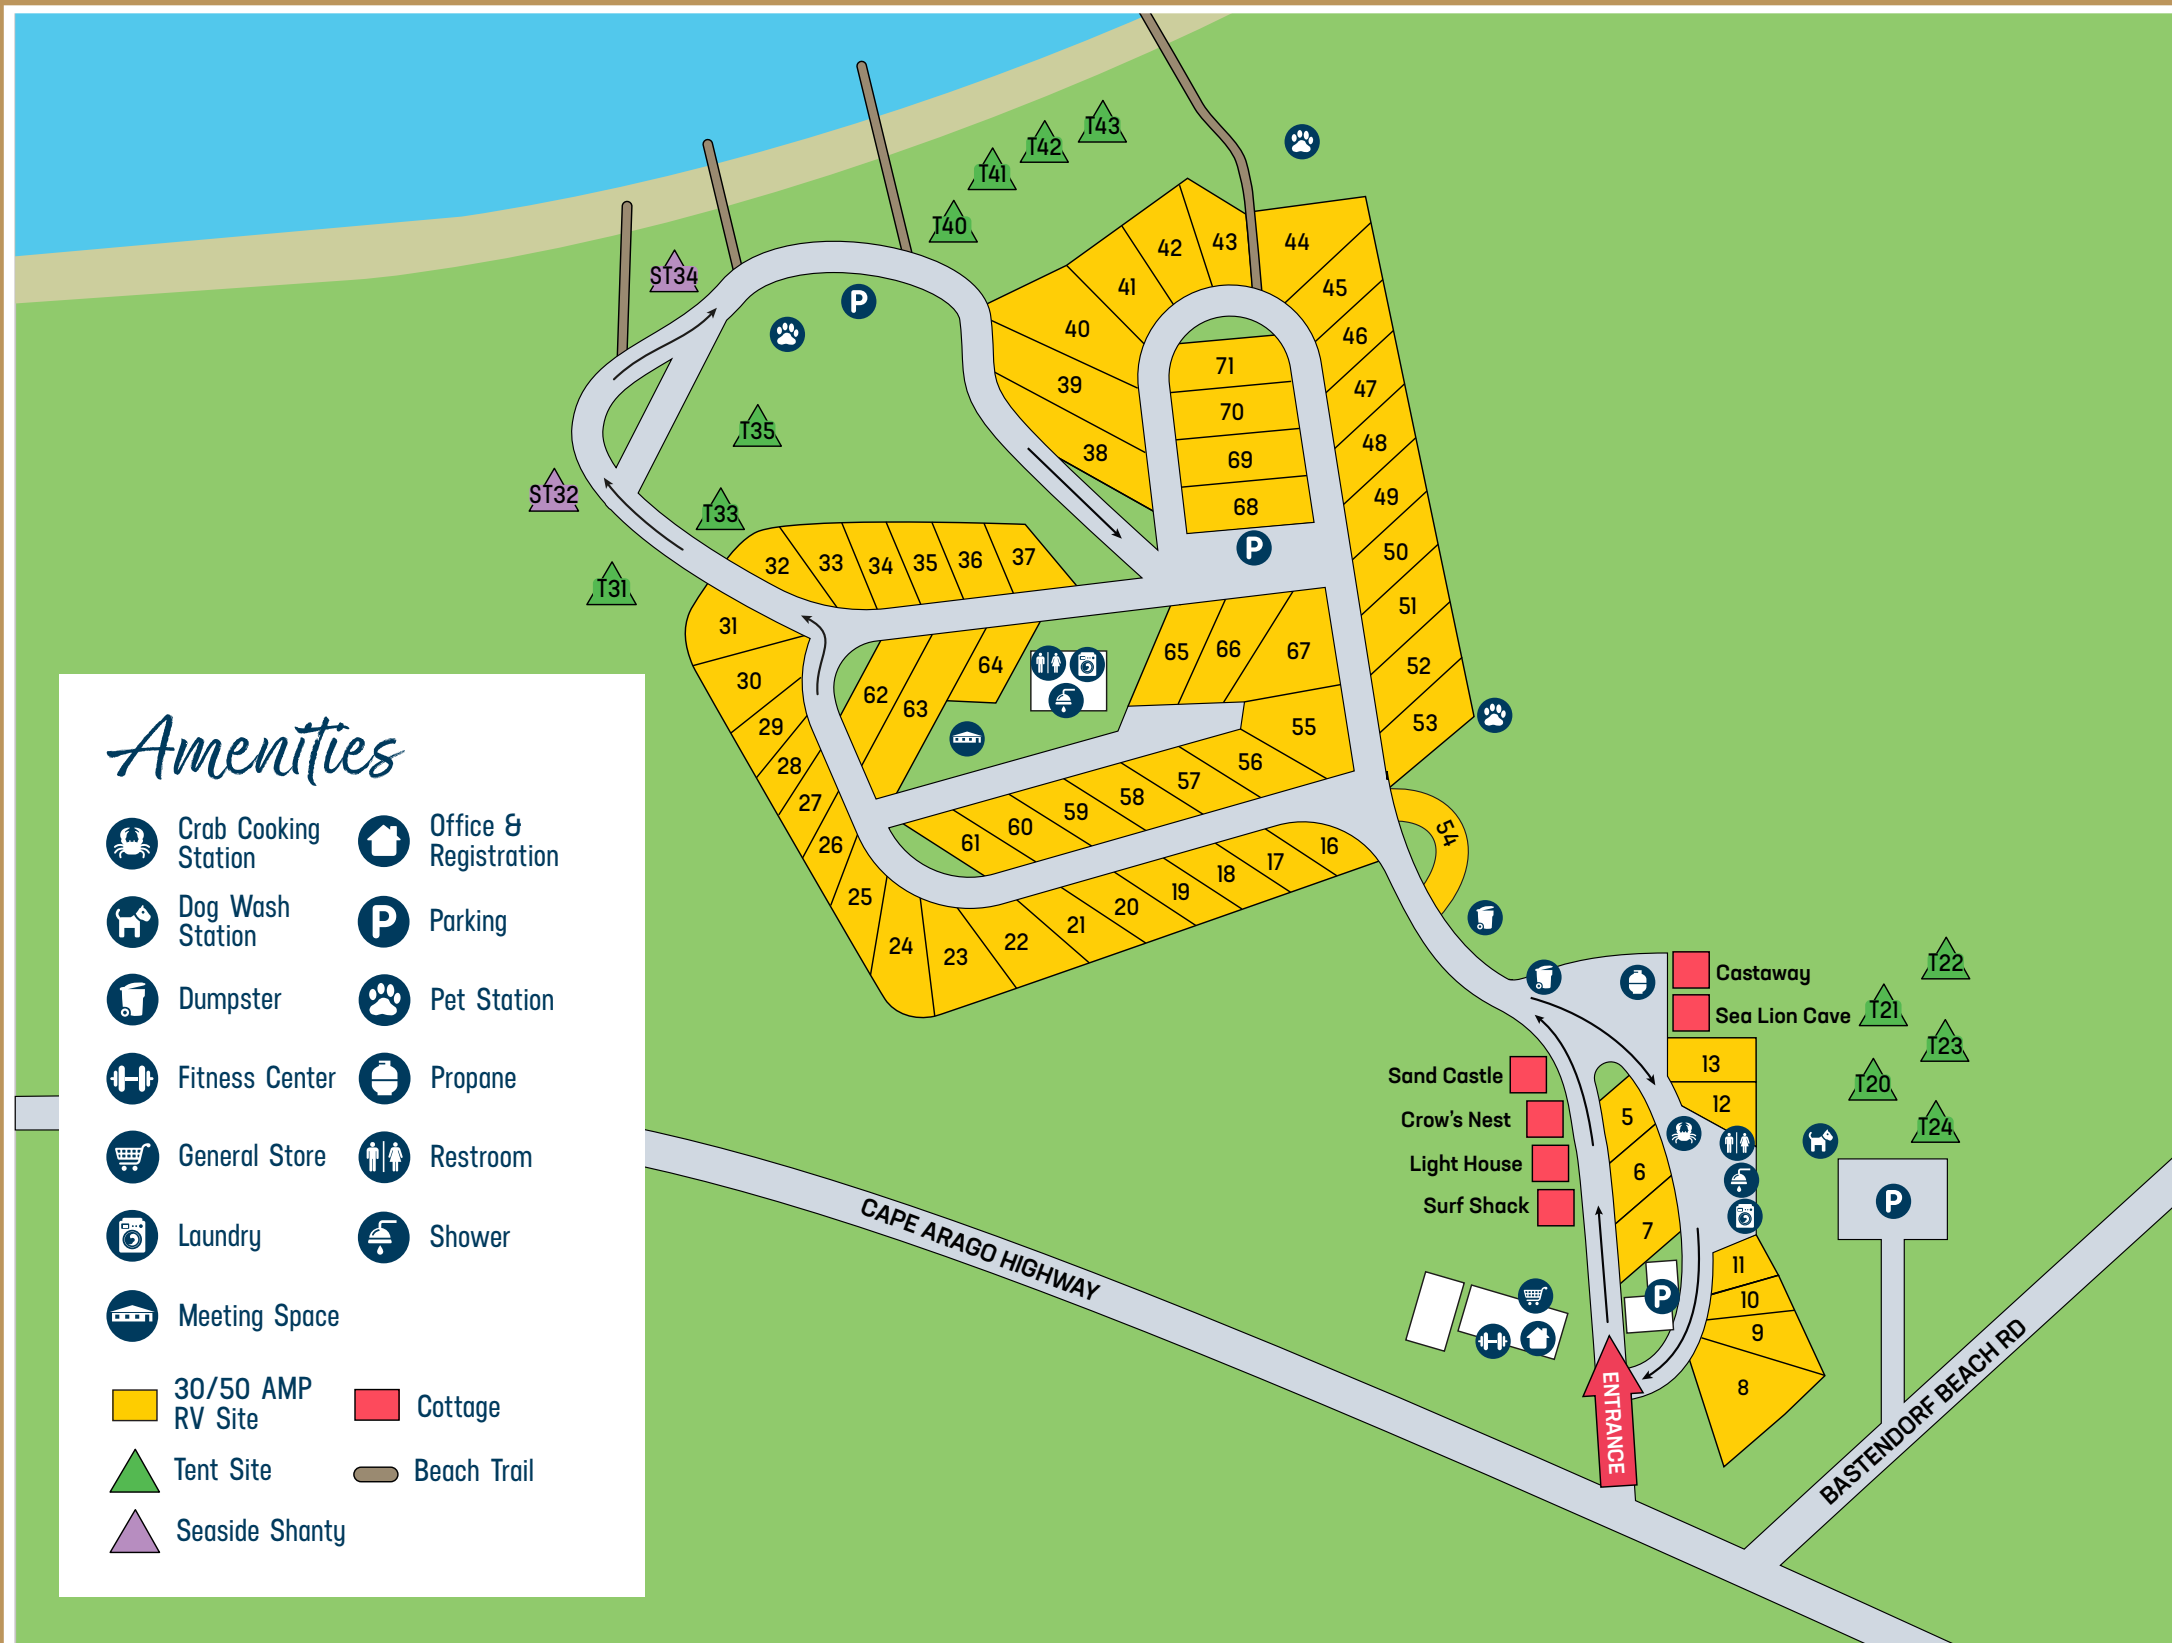 T43
T42
T41
T40
ST34
P
44
43
42
41
45
40
46
71
39
47
70
T35
48
38
69
ST32
49
68
T33
P
50
37
36
35
34
33
32
T31
51
31
67
66
65
64
52
30
62
63
53
29
55
56
28
57
58
27
59
60
61
54
26
16
17
18
19
25
20
21
22
24
23
T22
Castaway
Sea Lion Cave
T21
T23
13
Sand Castle
T20
12
5
Crow's Nest
T24
Light House
6
P
Surf Shack
7
11
P
10
9
8
ENTRANCE
CAPE ARAGO HIGHWAY
BASTENDORF BEACH RD
Amenities
Crab Cooking
Station
Dog Wash
Station
Dumpster
Fitness Center
General Store
Laundry
Meeting Space
Office &
Registration
P
Parking
Pet Station
Propane
Restroom
Shower
30/50 AMP
RV Site
Tent Site
Seaside Shanty
Cottage
Beach Trail